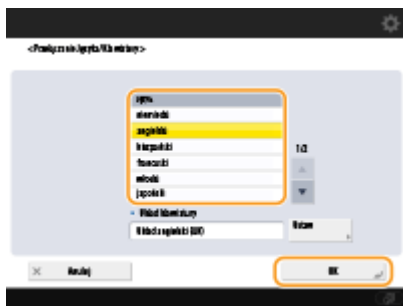 <Przełączanie Języka/Klawiatury>
Język
niemiecki
angielski
hiszpański
francuski
włoski
japoński
1/2
Układ klawiatury
Układ angielski (UK)
Ustaw
Anuluj
OK